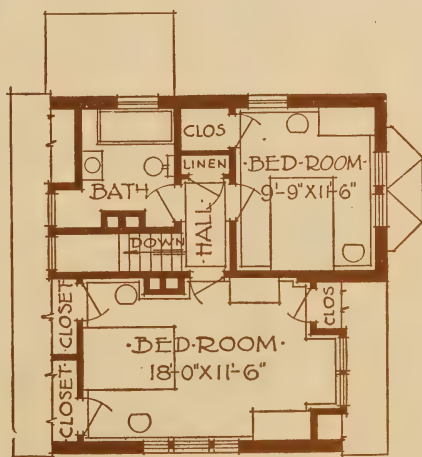 CLOS
LINEN
·BED-ROOM·
9'-9"X11'-6"
BATH
HALL
DOWN
CLOSET·
CLOS
·BED-ROOM·
18'-0"X11'-6"
·CLOSET·